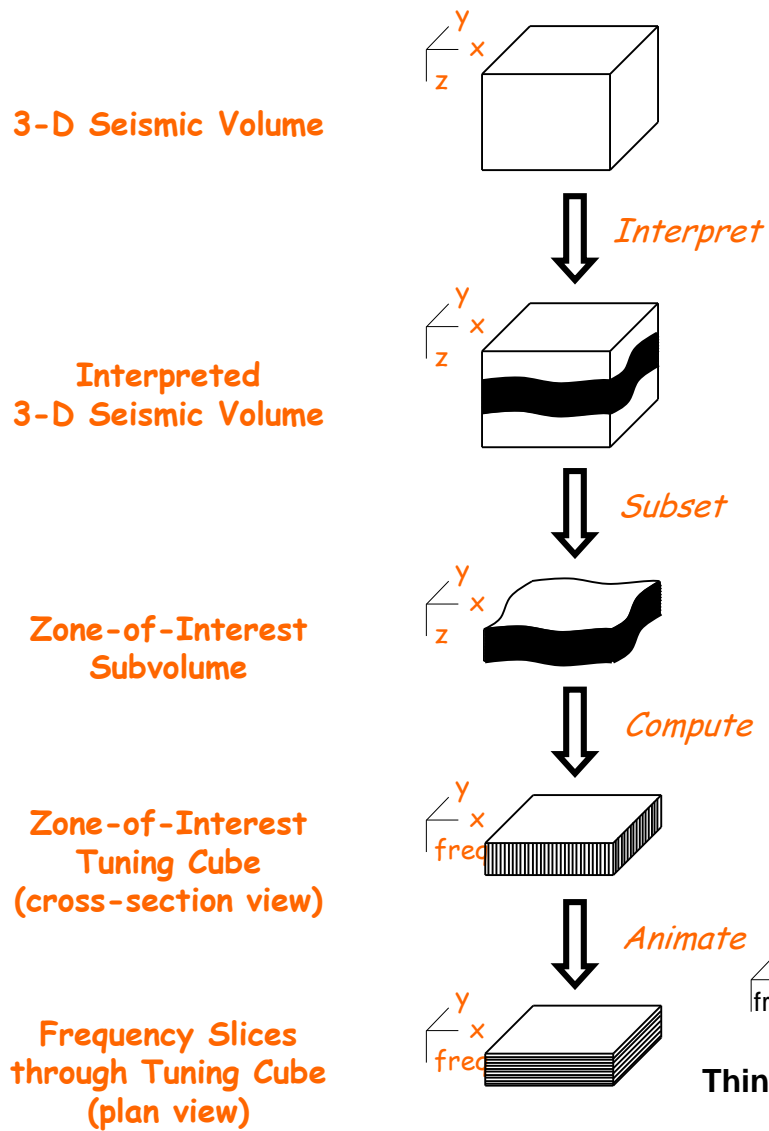 y
x
z
3-D Seismic Volume
Interpret
y
x
z
Interpreted
3-D Seismic Volume
Subset
y
x
z
Zone-of-Interest
Subvolume
Compute
y
x
Zone-of-Interest
Tuning Cube
(cross-section view)
Animate
y
x
Frequency Slices
through Tuning Cube
(plan view)